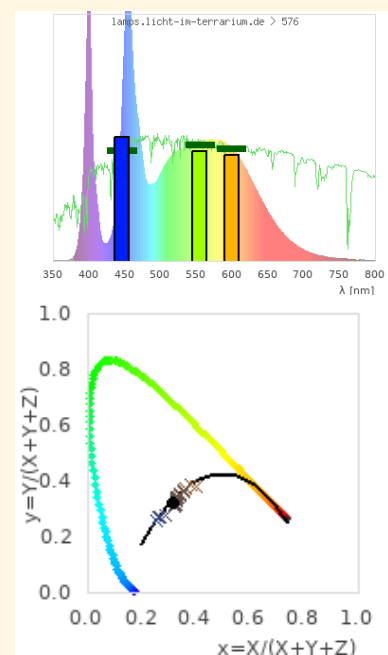 lamps.licht-im-terrarium.de > 576
350 400 450 500 550 600 650 700 750 800
λ [nm]
1.0
0.8
0.6
0.4
0.2
0.0
y=Y/(X+Y+Z)
0.0 0.2 0.4 0.6 0.8 1.0
x=X/(X+Y+Z)